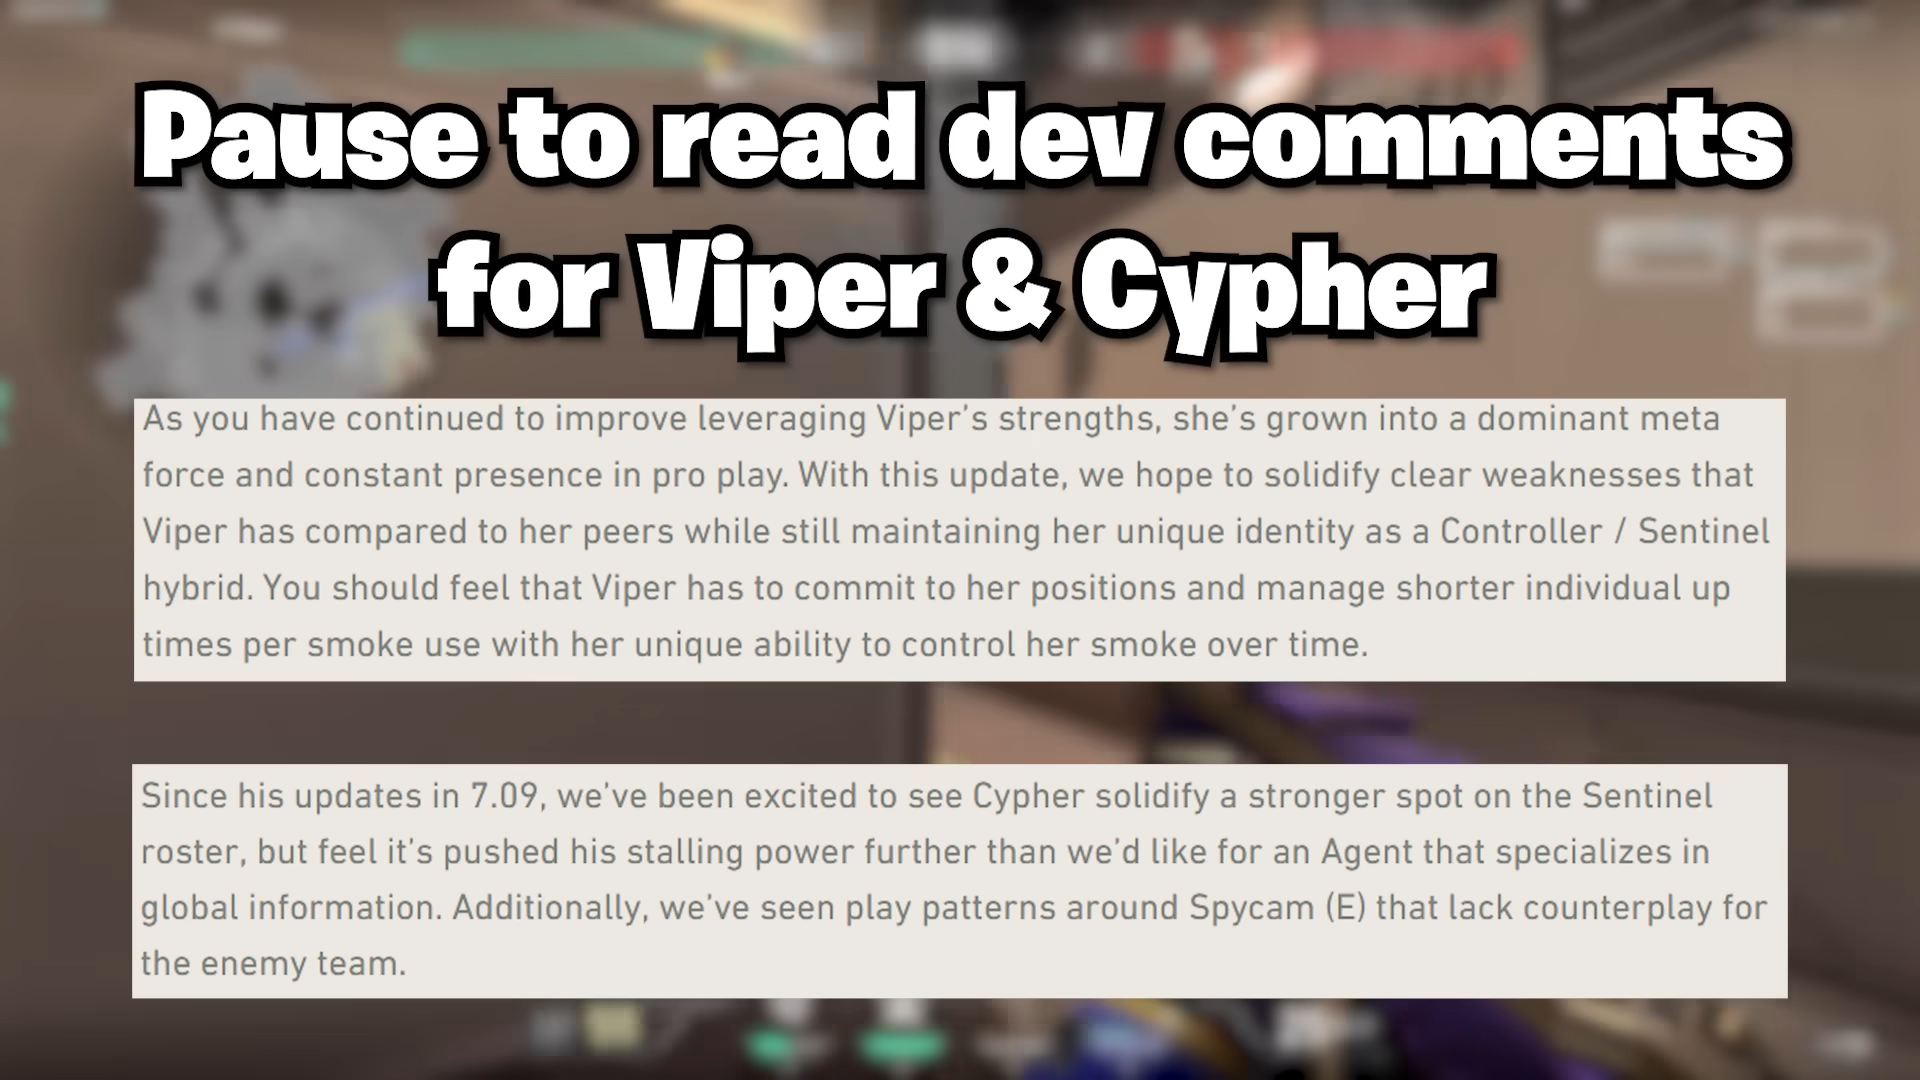 Pause to read dev comments
for Viper & Cypher
As you have continued to improve leveraging Viper's strengths, she's grown into a dominant meta
force and constant presence in pro play. With this update, we hope to solidify clear weaknesses that
Viper has compared to her peers while still maintaining her unique identity as a Controller / Sentinel
hybrid. You should feel that Viper has to commit to her positions and manage shorter individual up
times per smoke use with her unique ability to control her smoke over time.
Since his updates in 7.09, we've been excited to see Cypher solidify a stronger spot on the Sentinel
roster, but feel it's pushed his stalling power further than we'd like for an Agent that specializes in
global information. Additionally, we've seen play patterns around Spycam (E) that lack counterplay for
the enemy team.